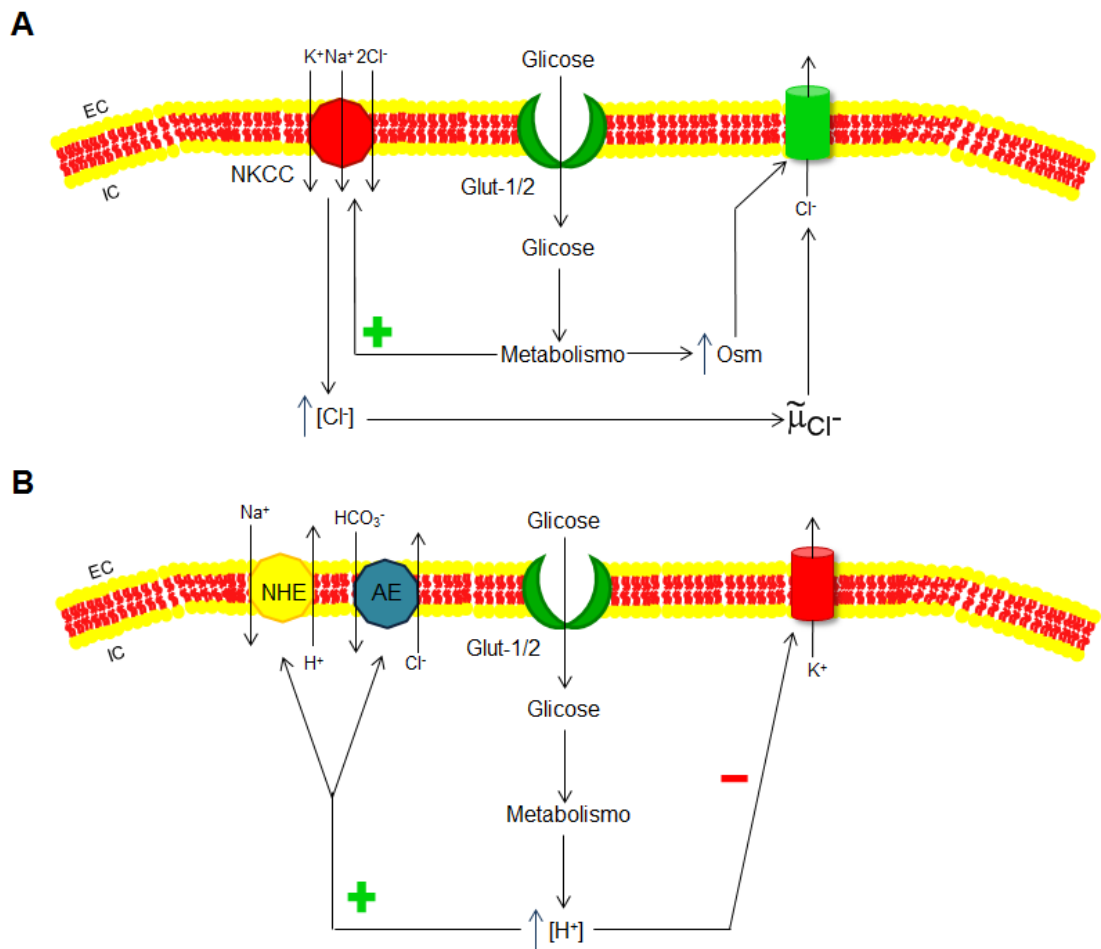 A
K⁺Na⁺2Cl⁻
Glicose
EC
IC
NKCC
Glut-1/2
Cl⁻
Glicose
Metabolismo
Osm
[Cl⁻]
μ̃Cl⁻
B
Na⁺
HCO₃⁻
Glicose
EC
NHE
AE
IC
Glut-1/2
H⁺
Cl⁻
K⁺
Glicose
Metabolismo
[H⁺]